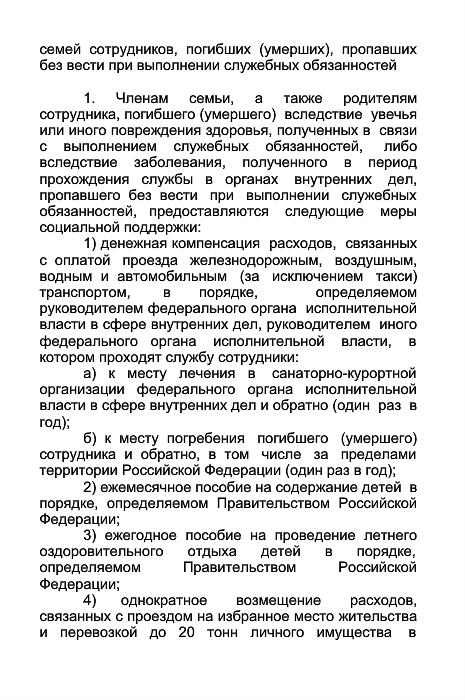 семей сотрудников, погибших (умерших), пропавших
без вести при выполнении служебных обязанностей
1. Членам семьи, а также родителям
сотрудника, погибшего (умершего) вследствие увечья
или иного повреждения здоровья, полученных в связи
с выполнением служебных обязанностей, либо
вследствие заболевания, полученного в период
прохождения службы в органах внутренних дел,
пропавшего без вести при выполнении служебных
обязанностей, предоставляются следующие меры
социальной поддержки:
1) денежная компенсация расходов, связанных
с оплатой проезда железнодорожным, воздушным,
водным и автомобильным (за исключением такси)
транспортом, в порядке, определяемом
руководителем федерального органа исполнительной
власти в сфере внутренних дел, руководителем иного
федерального органа исполнительной власти, в
котором проходят службу сотрудники:
а) к месту лечения в санаторно-курортной
организации федерального органа исполнительной
власти в сфере внутренних дел и обратно (один раз в
год);
б) к месту погребения погибшего (умершего)
сотрудника и обратно, в том числе за пределами
территории Российской Федерации (один раз в год);
2) ежемесячное пособие на содержание детей в
порядке, определяемом Правительством Российской
Федерации;
3) ежегодное пособие на проведение летнего
оздоровительного отдыха детей в порядке,
определяемом Правительством Российской
Федерации;
4) однократное возмещение расходов,
связанных с проездом на избранное место жительства
и перевозкой до 20 тонн личного имущества в